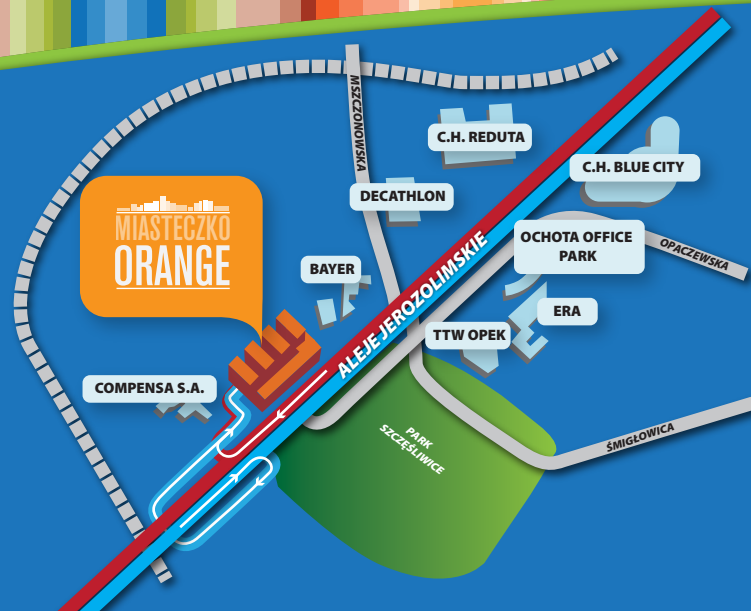 MSZCZONOWSKA
C.H. REDUTA
C.H. BLUE CITY
DECATHLON
MIASTECZKO
ORANGE
OCHOTA OFFICE
PARK
OPACZEWSKA
BAYER
ALEJE JEROZOLIMSKIE
ERA
TTW OPEK
COMPENSA S.A.
PARK
SZCZĘŚLIWICE
ŚMIGŁOWICA